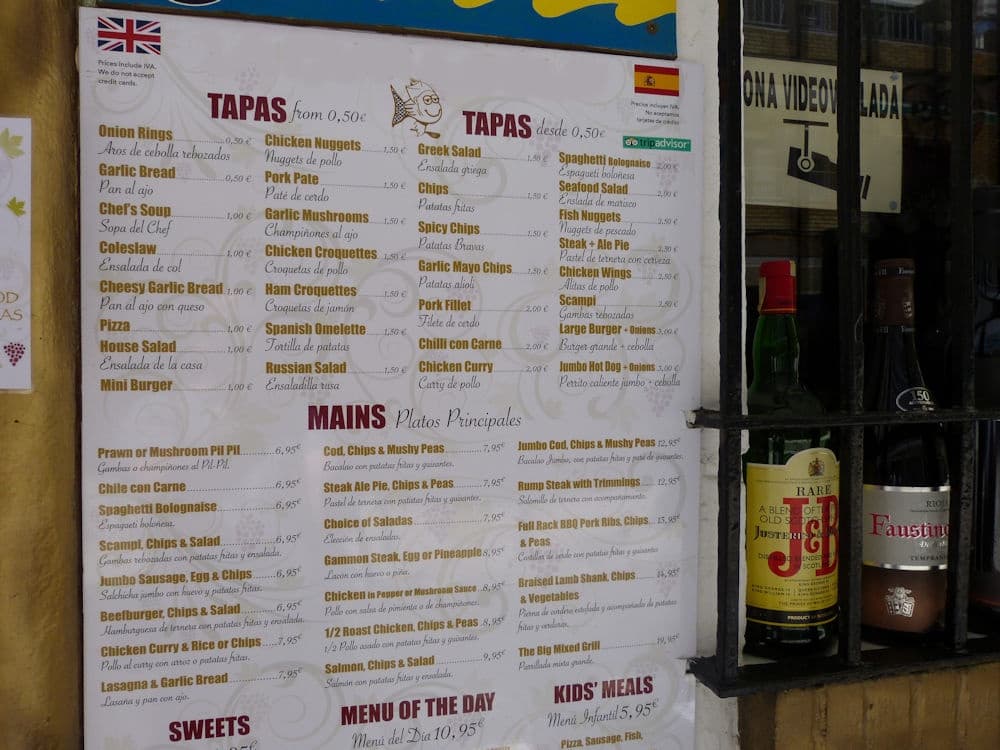 Prices include IVA.
We do not accept
credit cards.
Precios incluyen IVA.
No aceptamos
tarjetas de crédito
TAPAS from 0,50€
TAPAS desde 0,50€
tripadvisor
Onion Rings 0,50 €
Aros de cebolla rebozados
Garlic Bread 0,50 €
Pan al ajo
Chef's Soup 1,00 €
Sopa del Chef
Coleslaw 1,00 €
Ensalada de col
Cheesy Garlic Bread 1,00 €
Pan al ajo con queso
Pizza 1,00 €
House Salad 1,00 €
Ensalada de la casa
Mini Burger 1,00 €
Chicken Nuggets 1,50 €
Nuggets de pollo
Pork Pate 1,50 €
Paté de cerdo
Garlic Mushrooms 1,50 €
Champiñones al ajo
Chicken Croquettes 1,50 €
Croquetas de pollo
Ham Croquettes 1,50 €
Croquetas de jamón
Spanish Omelette 1,50 €
Tortilla de patatas
Russian Salad 1,50 €
Ensaladilla rusa
Greek Salad 1,50 €
Ensalada griega
Chips 1,50 €
Patatas fritas
Spicy Chips 1,50 €
Patatas Bravas
Garlic Mayo Chips 1,50 €
Patatas alioli
Pork Fillet 2,00 €
Filete de cerdo
Chilli con Carne 2,00 €
Chicken Curry 2,00 €
Curry de pollo
Spaghetti Bolognaise 2,00 €
Espagueti boloñesa
Seafood Salad 2,00 €
Enslada de marisco
Fish Nuggets 2,50 €
Nuggets de pescado
Steak + Ale Pie 2,50 €
Pastel de ternera con cerveza
Chicken Wings 2,50 €
Alitas de pollo
Scampi 2,50 €
Gambas rebozadas
Large Burger + Onions 3,00 €
Burger grande + cebolla
Jumbo Hot Dog + Onions 3,00 €
Perrito caliente jumbo + cebolla
MAINS Platos Principales
Prawn or Mushroom Pil Pil 6,95€
Gambas o champiñones al Pil-Pil.
Chile con Carne 6,95€
Spaghetti Bolognaise 6,95€
Espagueti boloñesa.
Scampi, Chips & Salad 6,95€
Gambas rebozadas con patatas fritas y ensalada.
Jumbo Sausage, Egg & Chips 6,95€
Salchicha jumbo con huevo y patatas fritas.
Beefburger, Chips & Salad 6,95€
Hamburguesa de ternera con patatas fritas y ensalada.
Chicken Curry & Rice or Chips 7,95€
Pollo al curry con arroz o patatas fritas.
Lasagna & Garlic Bread 7,95€
Lasana y pan con ajo.
Cod, Chips & Mushy Peas 7,95€
Bacalao con patatas fritas y guisantes.
Steak Ale Pie, Chips & Peas 7,95€
Pastel de ternera con patatas fritas y guisantes.
Choice of Saladas 7,95€
Elección de ensaladas.
Gammon Steak, Egg or Pineapple 8,95€
Lacon con huevo o piña.
Chicken in Pepper or Mushroom Sauce 8,95€
Pollo con salsa de pimienta o de champiñones.
1/2 Roast Chicken, Chips & Peas 8,95€
1/2 Pollo asado con patatas fritas y guisantes.
Salmon, Chips & Salad 9,95€
Salmón con patatas fritas y ensalada.
Jumbo Cod, Chips & Mushy Peas 12,95€
Bacalao Jumbo, con patatas fritas y puré de guisantes.
Rump Steak with Trimmings 12,95€
Solomillo de ternera con acompañamiento.
Full Rack BBQ Pork Ribs, Chips 13,95€
& Peas
Costillas de cerdo con patatas fritas y guisantes.
Braised Lamb Shank, Chips 14,95€
& Vegetables
Pierna de cordero estofada y acompañada de patatas
fritas y verduras.
The Big Mixed Grill 19,95€
Parrillada mixta grande.
SWEETS
MENU OF THE DAY
Menú del Día 10,95€
KIDS' MEALS
Menú Infantil 5,95€
Pizza, Sausage, Fish,
ONA VIDEOV LADA
RARE
A BLEND OF
OLD SCOT
J&B
JUSTERINI & B
PRODUCT OF
150
RIOJA
Faustino
TEMPRAN
OD
AS